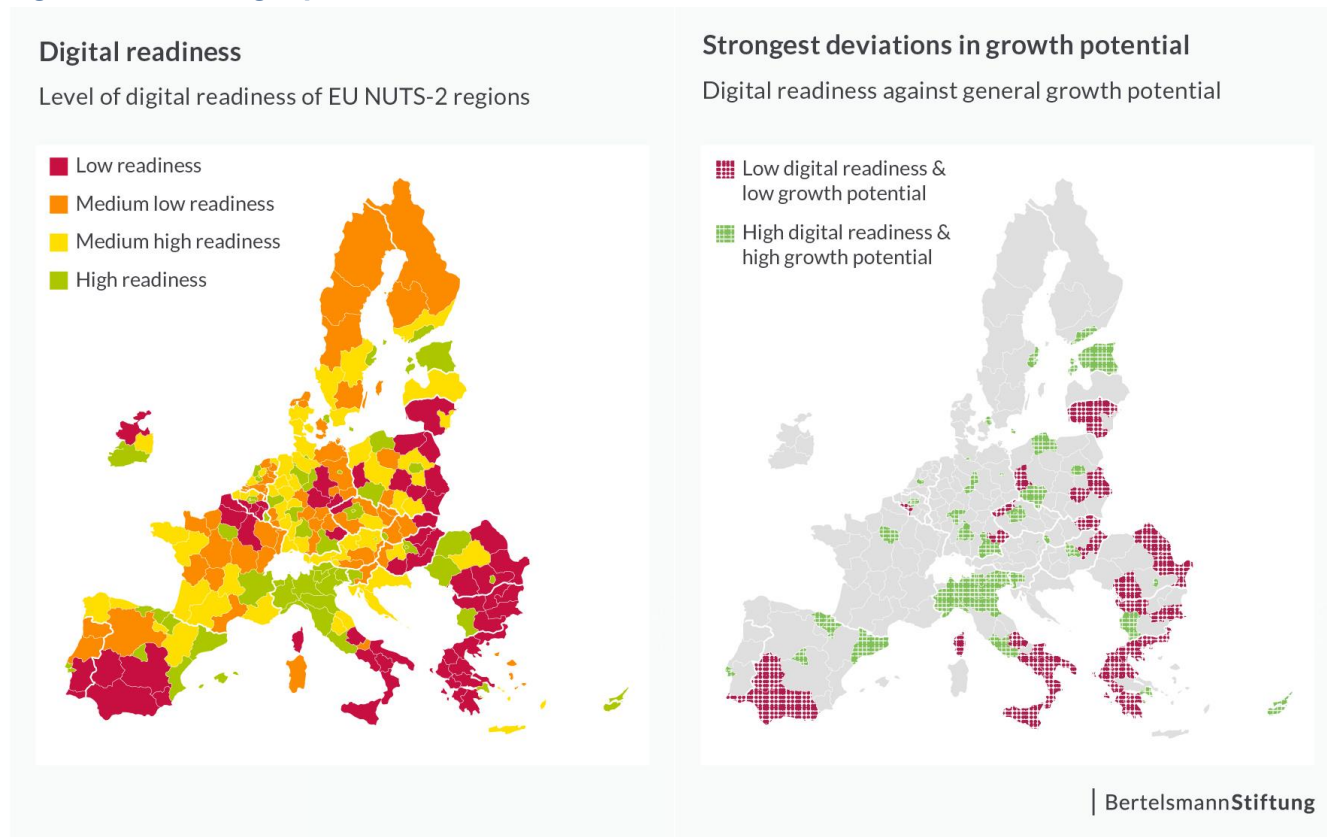 Digital readiness
Level of digital readiness of EU NUTS-2 regions
Low readiness
Medium low readiness
Medium high readiness
High readiness
Strongest deviations in growth potential
Digital readiness against general growth potential
Low digital readiness &
low growth potential
High digital readiness &
high growth potential
BertelsmannStiftung